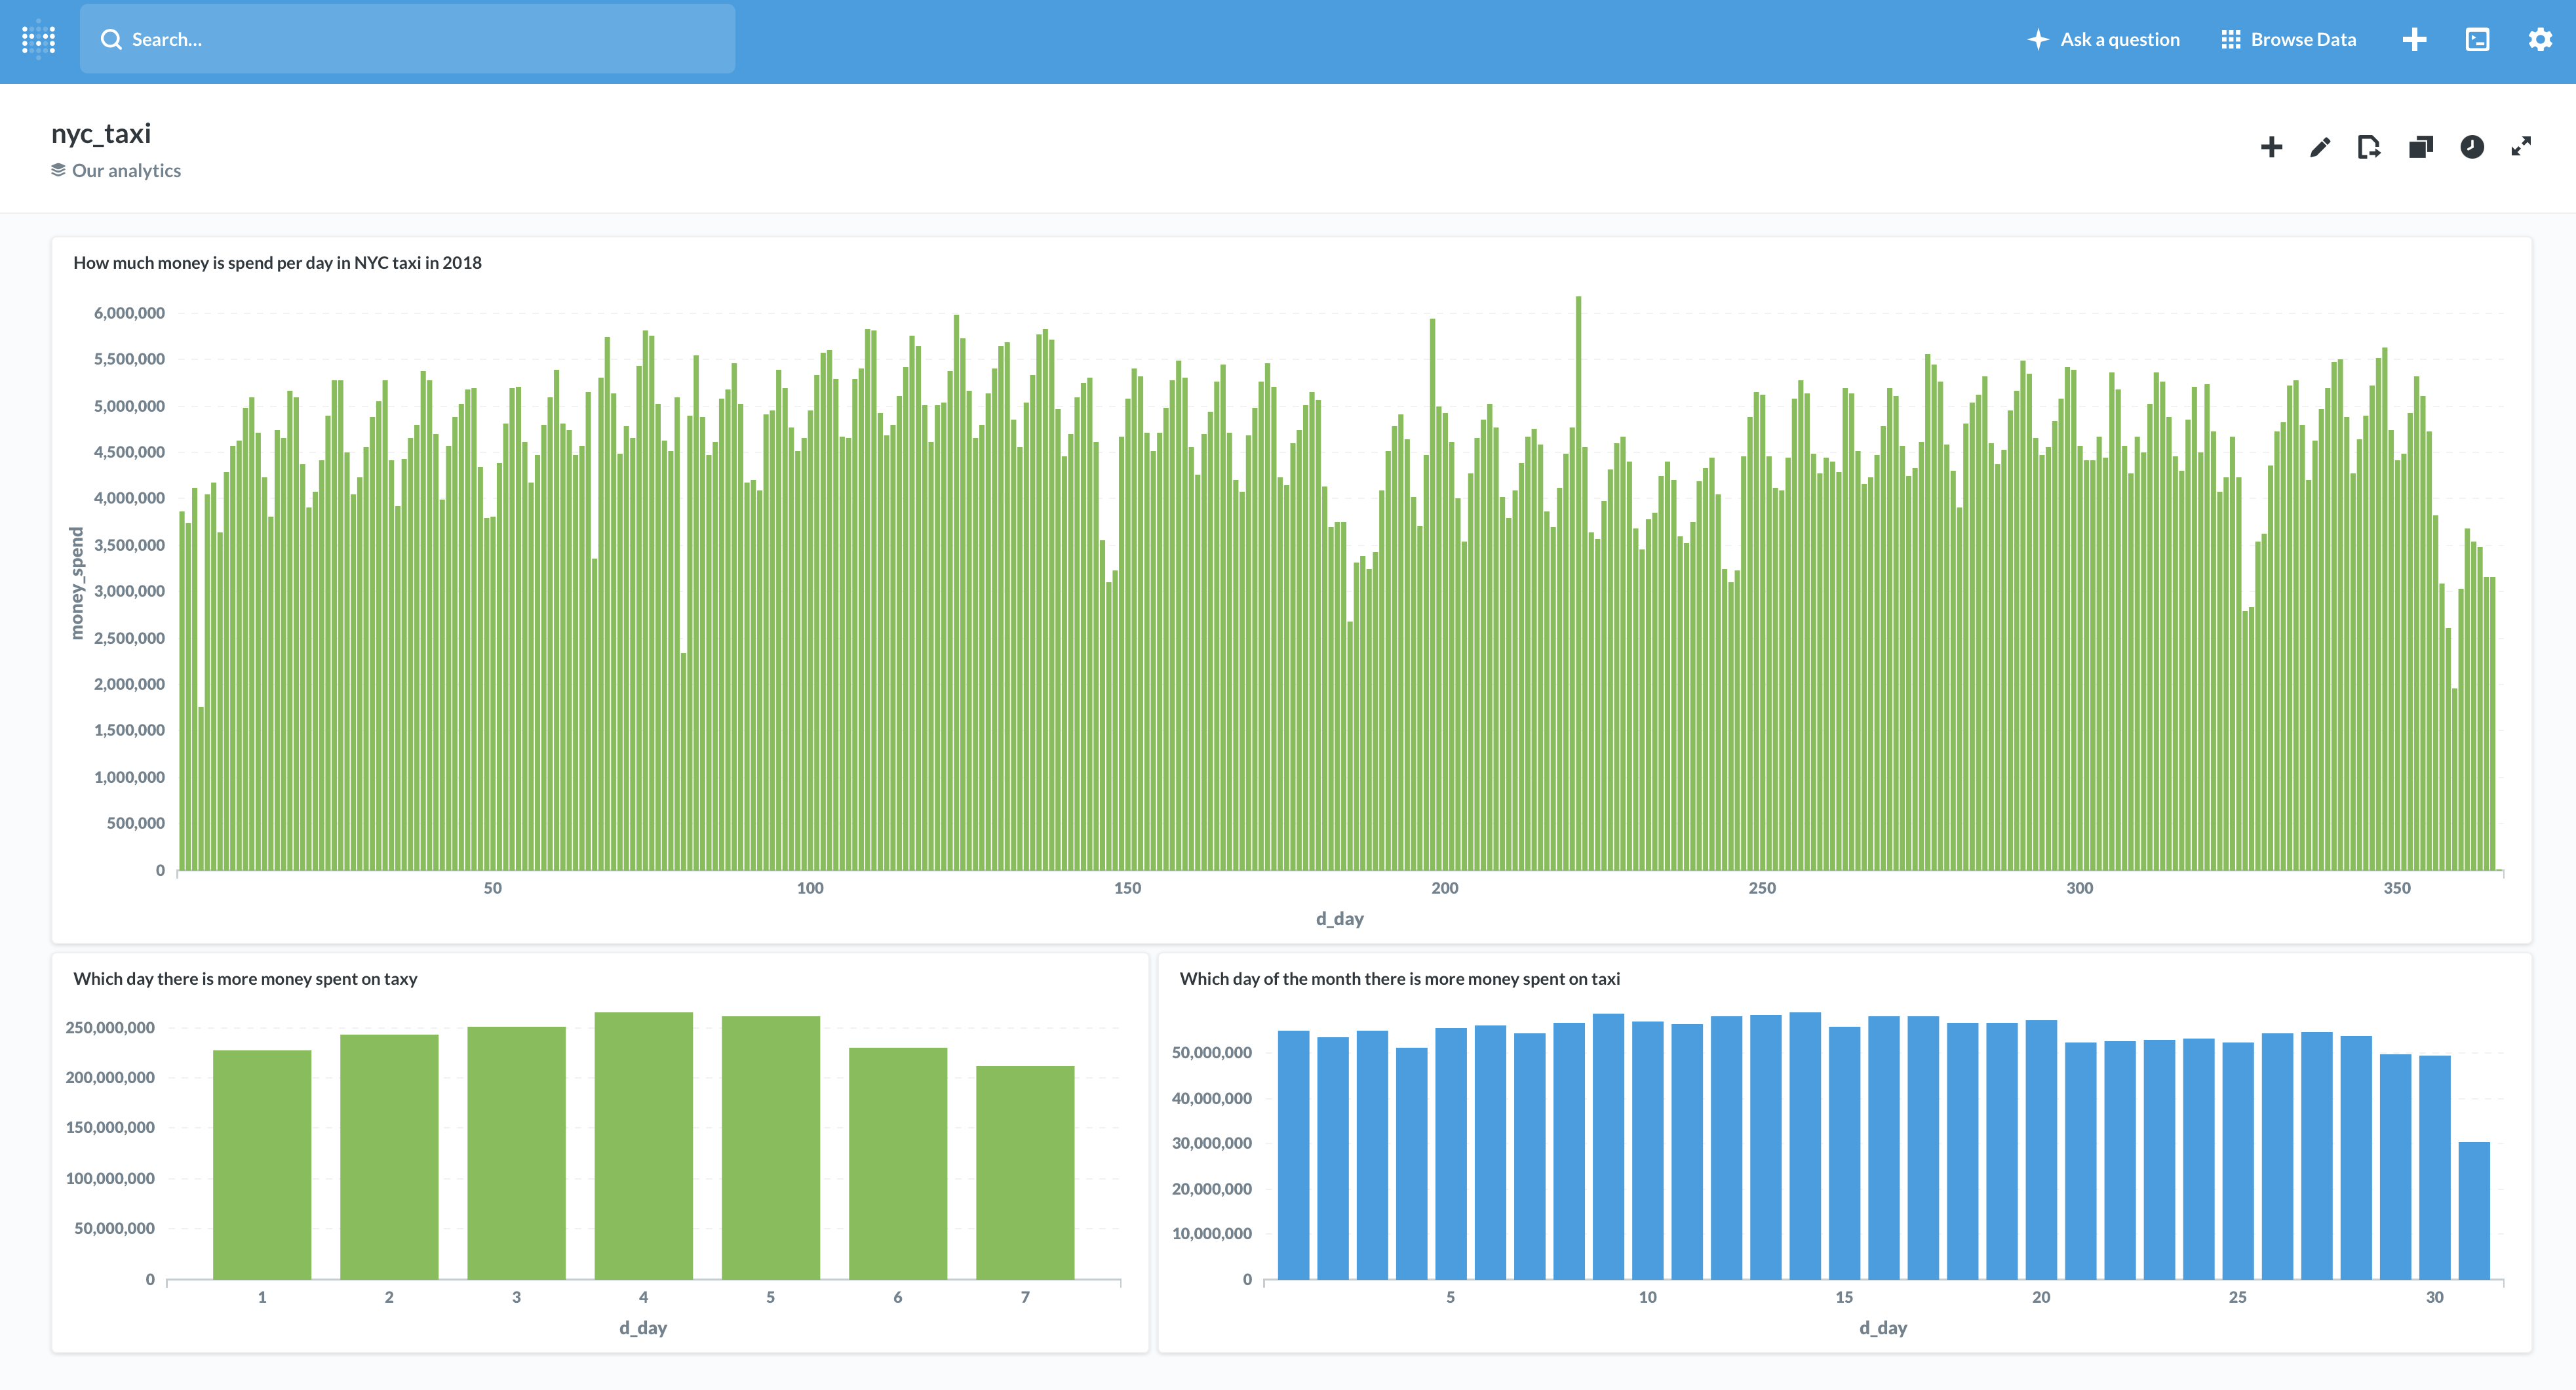 Search...
Ask a question
Browse Data
nyc_taxi
Our analytics
How much money is spend per day in NYC taxi in 2018
6,000,000
5,500,000
5,000,000
4,500,000
4,000,000
3,500,000
3,000,000
2,500,000
2,000,000
1,500,000
1,000,000
500,000
0
money_spend
50 100 150 200 250 300 350
d_day
Which day there is more money spent on taxy
250,000,000
200,000,000
150,000,000
100,000,000
50,000,000
0
1 2 3 4 5 6 7
d_day
Which day of the month there is more money spent on taxi
50,000,000
40,000,000
30,000,000
20,000,000
10,000,000
0
5 10 15 20 25 30
d_day